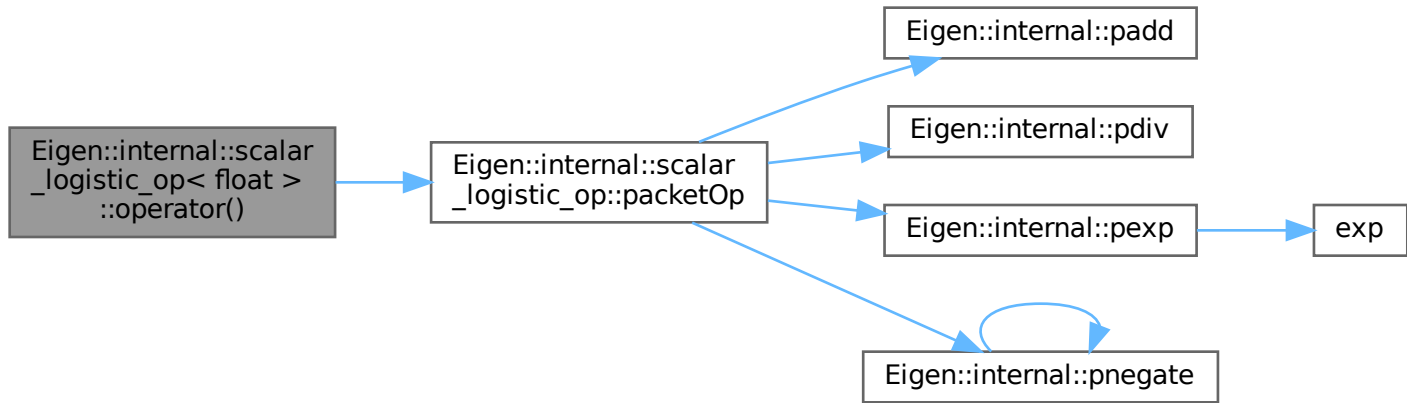 Eigen::internal::scalar
_logistic_op< float >
::operator()
Eigen::internal::scalar
_logistic_op::packetOp
Eigen::internal::padd
Eigen::internal::pdiv
Eigen::internal::pexp
exp
Eigen::internal::pnegate